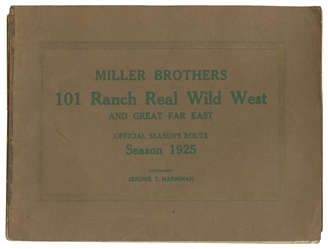 MILLER BROTHERS
101 Ranch Real Wild West
AND GREAT FAR EAST
OFFICIAL SEASON'S ROUTE
Season 1925
JEROME T. HARRIMAN